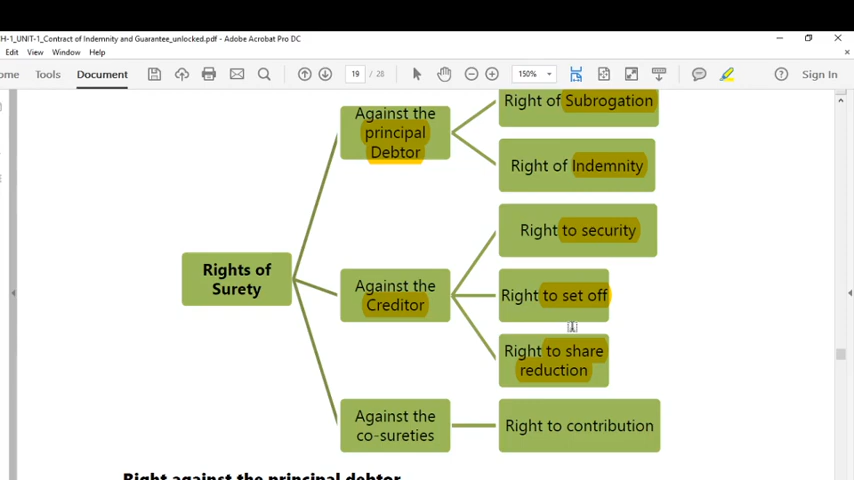 H-1_UNIT-1_Contract of Indemnity and Guarantee_unlocked.pdf - Adobe Acrobat Pro DC
Edit View Window Help
ome Tools Document 19 / 28 150% Sign In
Against the
principal
Debtor
Right of Subrogation
Right of Indemnity
Rights of
Surety
Against the
Creditor
Right to security
Right to set off
Right to share
reduction
Against the
co-sureties
Right to contribution
Right against the principal debtor